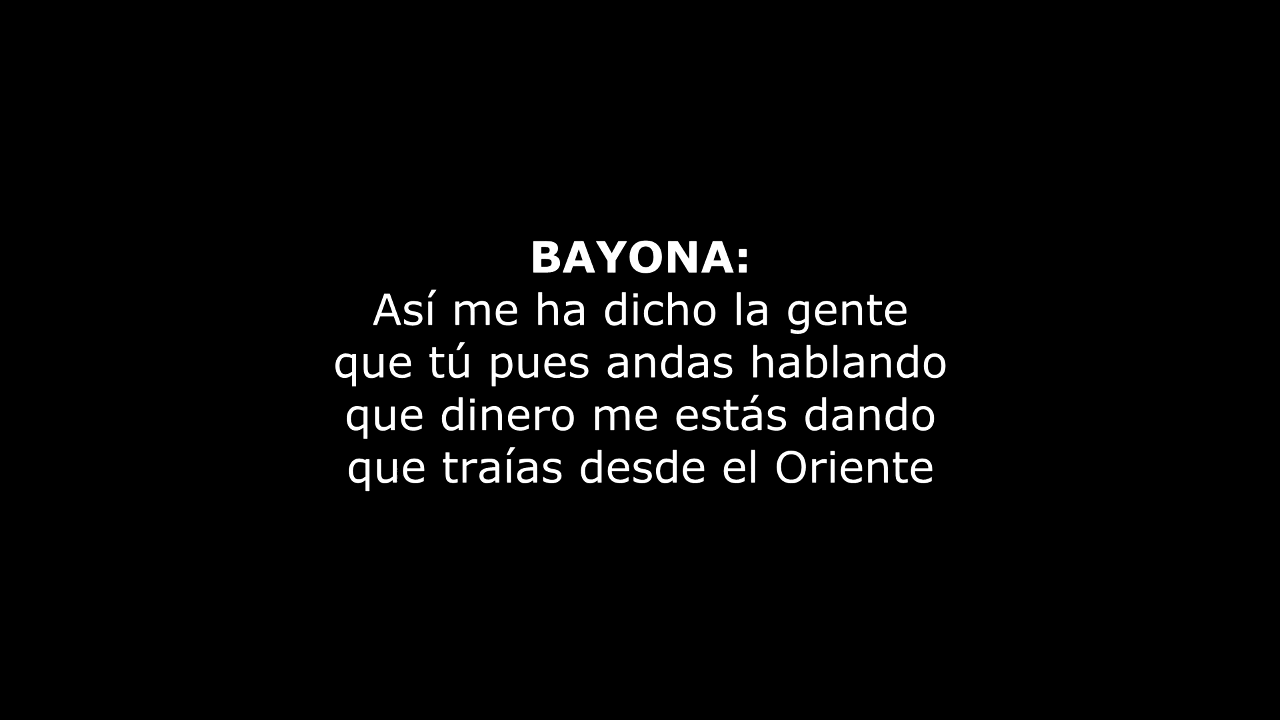 BAYONA:
Así me ha dicho la gente
que tú pues andas hablando
que dinero me estás dando
que traías desde el Oriente